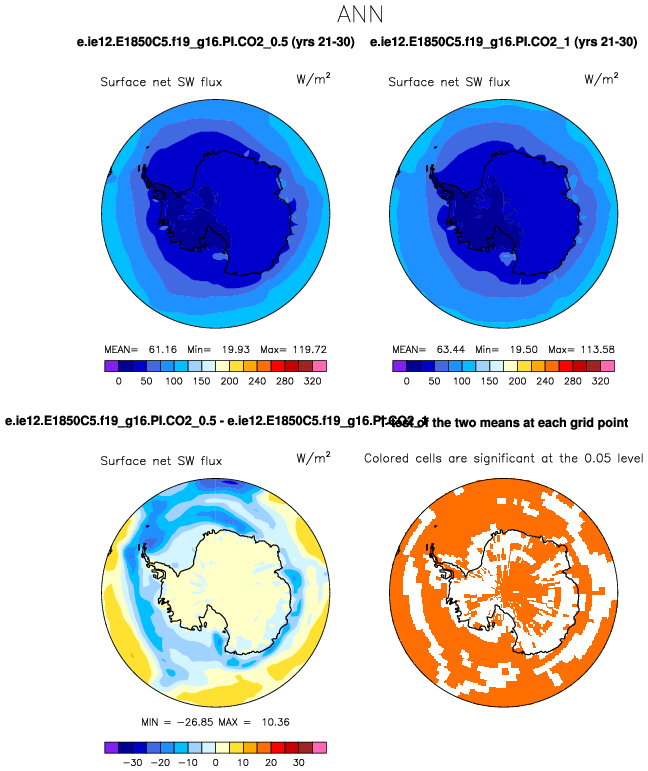 ANN
e.ie12.E1850C5.f19_g16.PI.CO2_0.5 (yrs 21-30)
e.ie12.E1850C5.f19_g16.PI.CO2_1 (yrs 21-30)
Surface net SW flux W/m²
Surface net SW flux W/m²
MEAN= 61.16 Min= 19.93 Max= 119.72
0 50 100 150 200 240 280 320
MEAN= 63.44 Min= 19.50 Max= 113.58
0 50 100 150 200 240 280 320
e.ie12.E1850C5.f19_g16.PI.CO2_0.5 - e.ie12.E1850C5.f19_g16.PI.CO2_1
T-test of the two means at each grid point
Surface net SW flux W/m²
Colored cells are significant at the 0.05 level
MIN = -26.85 MAX = 10.36
-30 -20 -10 0 10 20 30